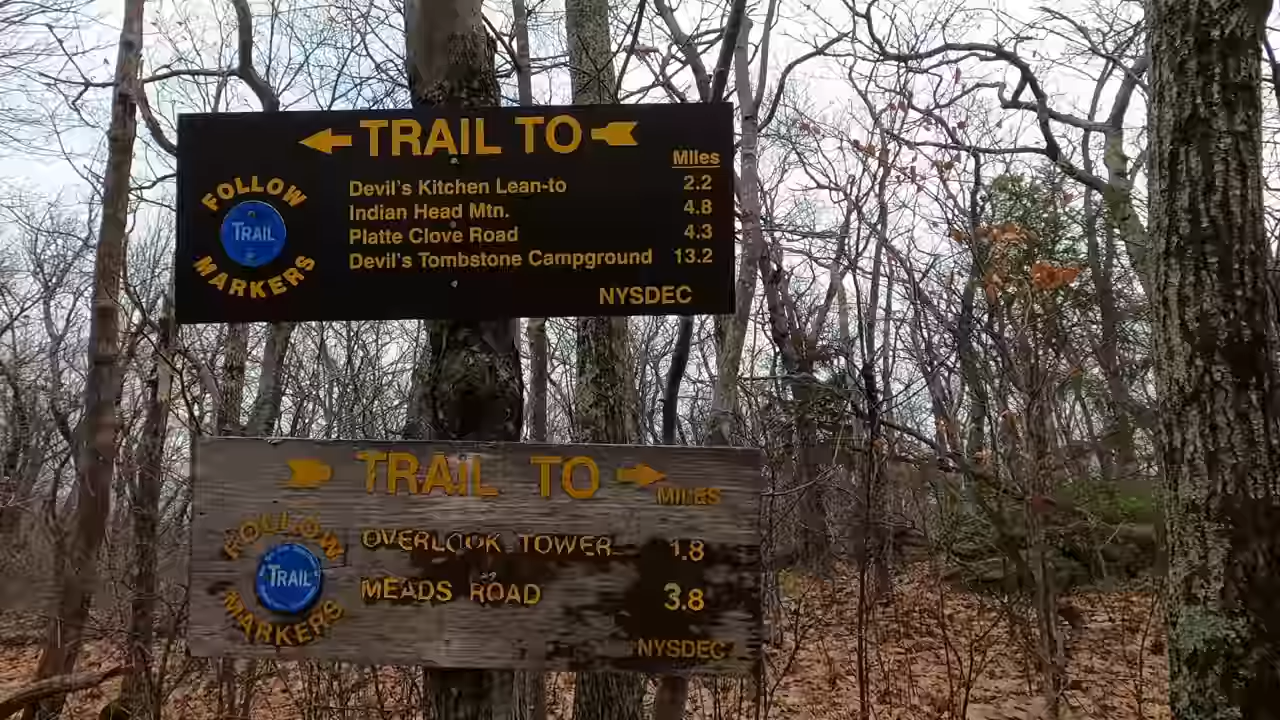 TRAIL TO
Miles
FOLLOW
TRAIL
MARKERS
Devil's Kitchen Lean-to 2.2
Indian Head Mtn. 4.8
Platte Clove Road 4.3
Devil's Tombstone Campground 13.2
NYSDEC
TRAIL TO
MILES
FOLLOW
TRAIL
MARKERS
OVERLOOK TOWER 1.8
MEADS ROAD 3.8
NYSDEC